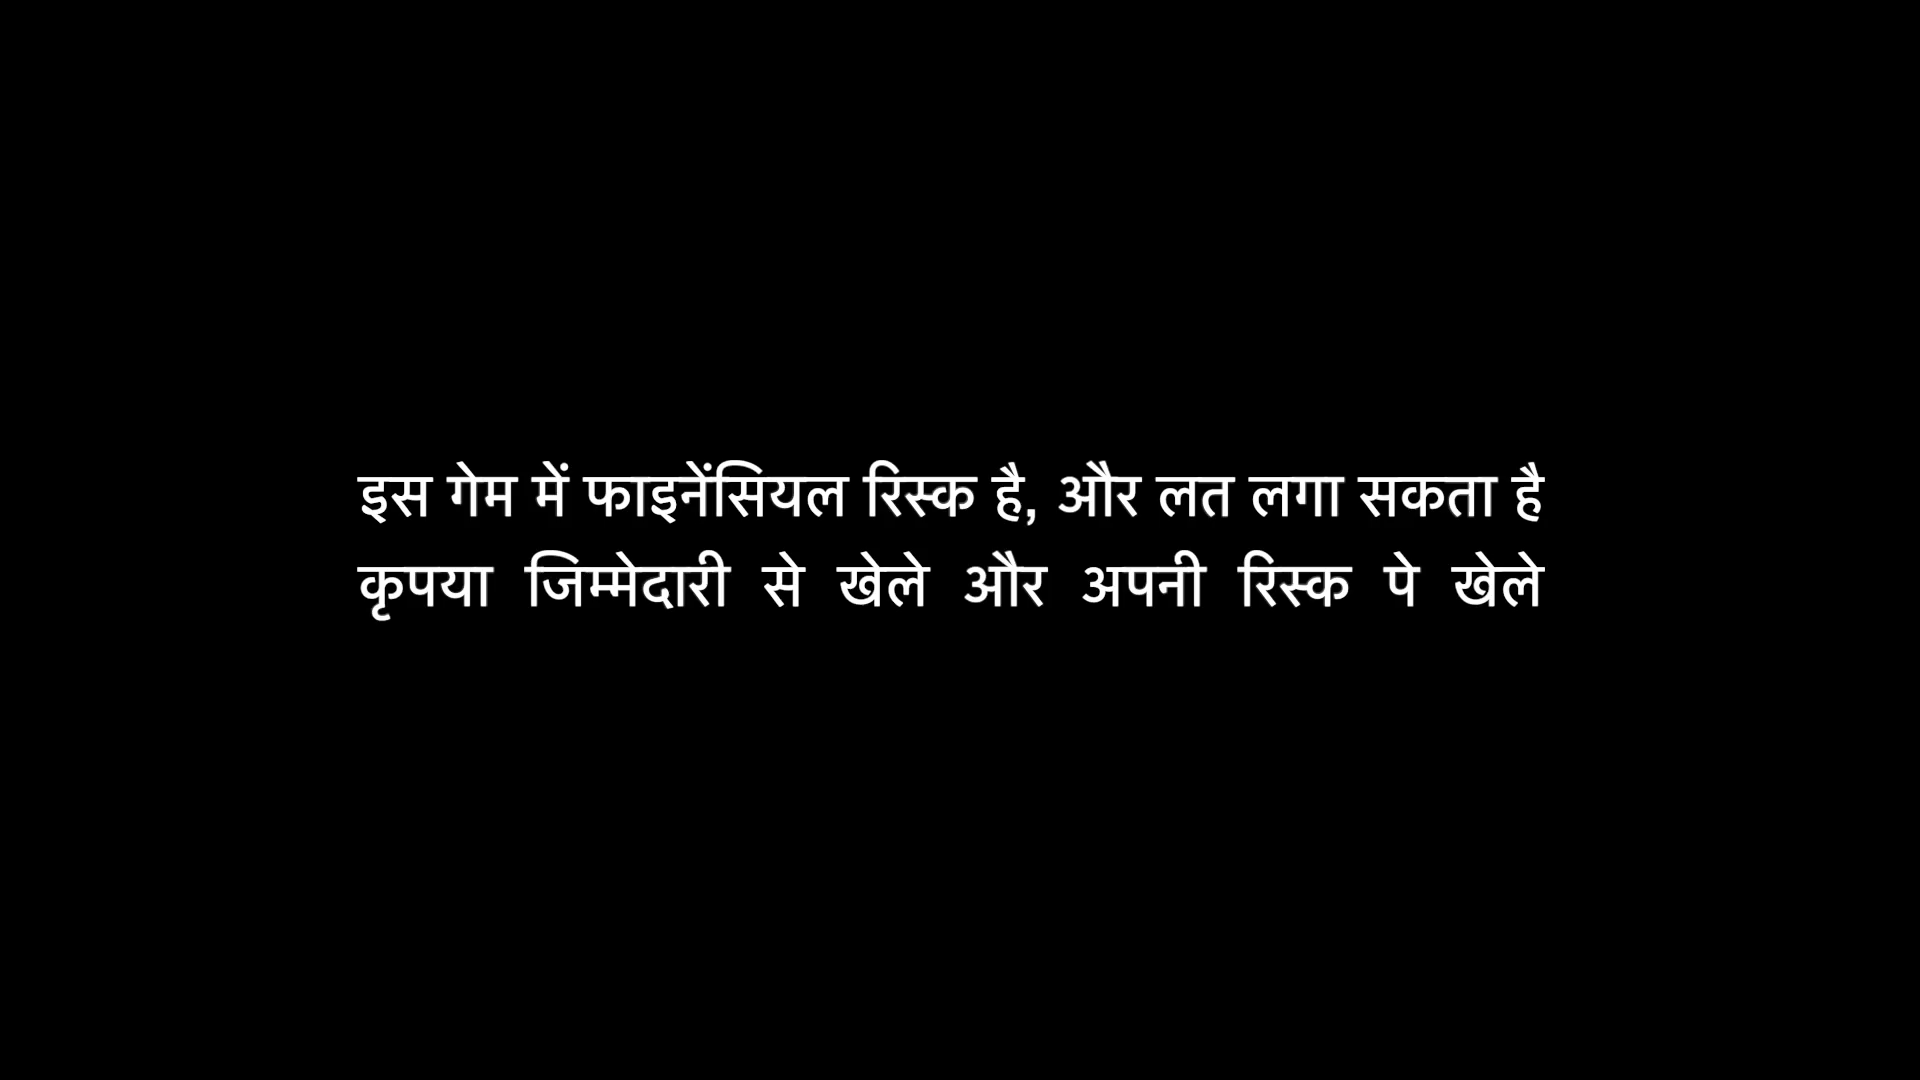 इस गेम में फाइनेंसियल रिस्क है, और लत लगा सकता है
कृपया जिम्मेदारी से खेले और अपनी रिस्क पे खेले